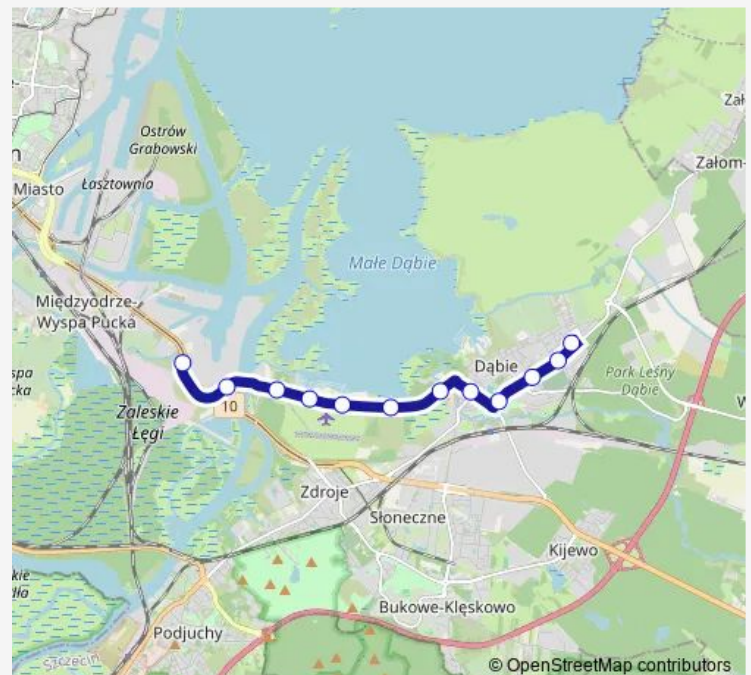 Ostrów
Grabowski
Miasto
Łasztownia
Załom-
Małe Dąbie
Międzyodrze-
Wyspa Pucka
Dąbie
Park Leśny
Dąbie
Zaleskie
Łęgi
10
Zdroje
Słoneczne
Kijewo
Bukowe-Klęskowo
Podjuchy
Szczecin
© OpenStreetMap contributors